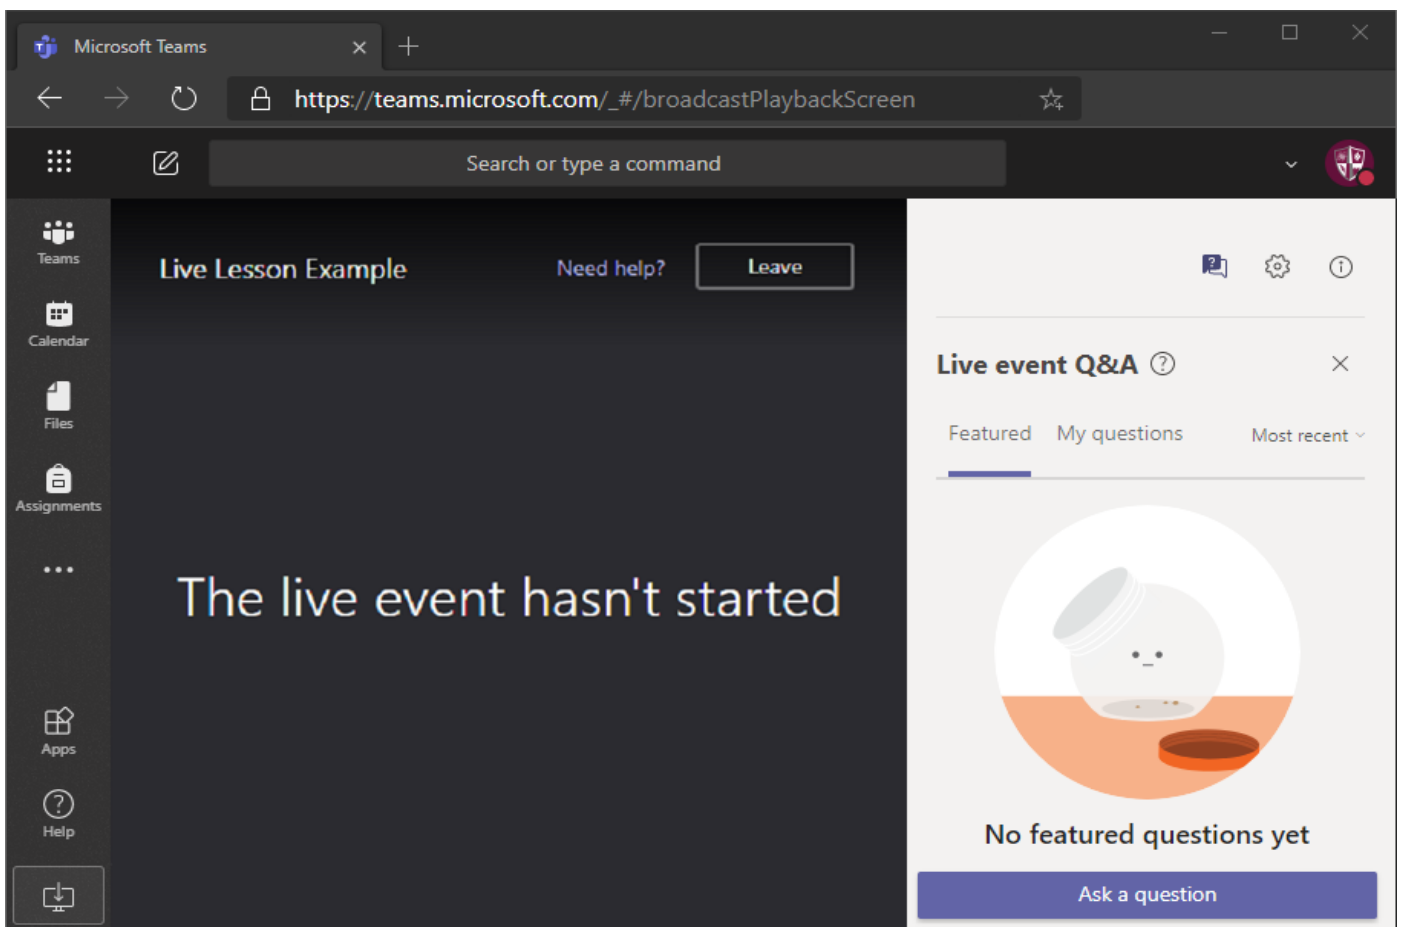 Microsoft Teams
https://teams.microsoft.com/_#/broadcastPlaybackScreen
Search or type a command
Teams
Calendar
Files
Assignments
Apps
Help
Live Lesson Example
Need help?
Leave
The live event hasn't started
Live event Q&A
Featured
My questions
Most recent
No featured questions yet
Ask a question